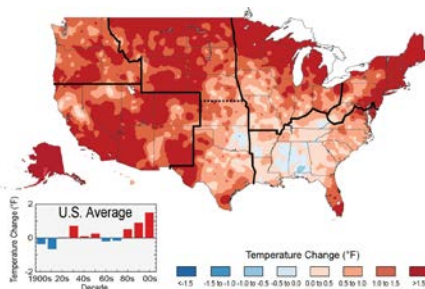 U.S. Average
Temperature Change (°F)
2
0
-2
1900s 20s 40s 60s 80s 00s
Decade
Temperature Change (°F)
<-1.5 -1.5 to -1.0 -1.0 to -0.5 -0.5 to 0.0 0.0 to 0.5 0.5 to 1.0 1.0 to 1.5 >1.5